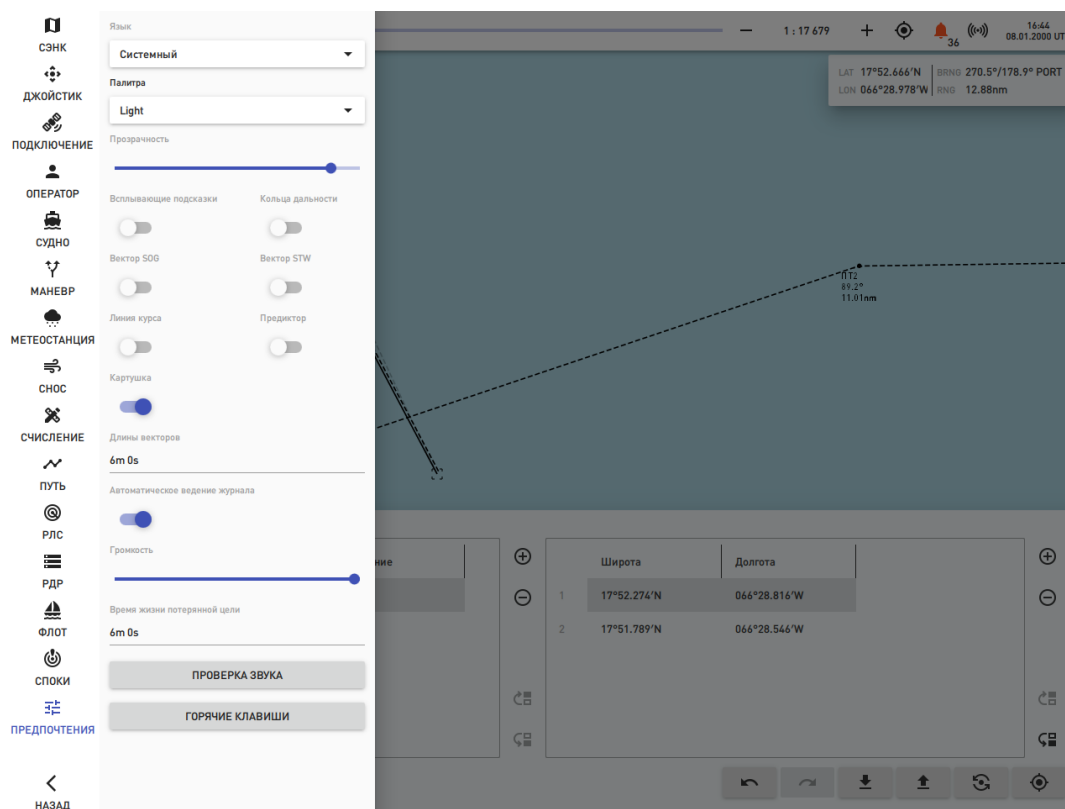 СЭНК
ДЖОЙСТИК
ПОДКЛЮЧЕНИЕ
ОПЕРАТОР
СУДНО
МАНЕВР
МЕТЕОСТАНЦИЯ
СНОС
СЧИСЛЕНИЕ
ПУТЬ
РЛС
РДР
ФЛОТ
СПОКИ
ПРЕДПОЧТЕНИЯ
НАЗАД
Язык
Системный
Палитра
Light
Прозрачность
Всплывающие подсказки Кольца дальности
Вектор SOG Вектор STW
Линия курса Предиктор
Картушка
Длины векторов
6m 0s
Автоматическое ведение журнала
Громкость
Время жизни потерянной цели
6m 0s
ПРОВЕРКА ЗВУКА
ГОРЯЧИЕ КЛАВИШИ
1 : 17 679
36
16:44
08.01.2000 UT
LAT 17°52.666'N BRNG 270.5°/178.9° PORT
LON 066°28.978'W RNG 12.88nm
ПТ2
89.2°
11.01nm
ние
Широта Долгота
1 17°52.274'N 066°28.816'W
2 17°51.789'N 066°28.546'W